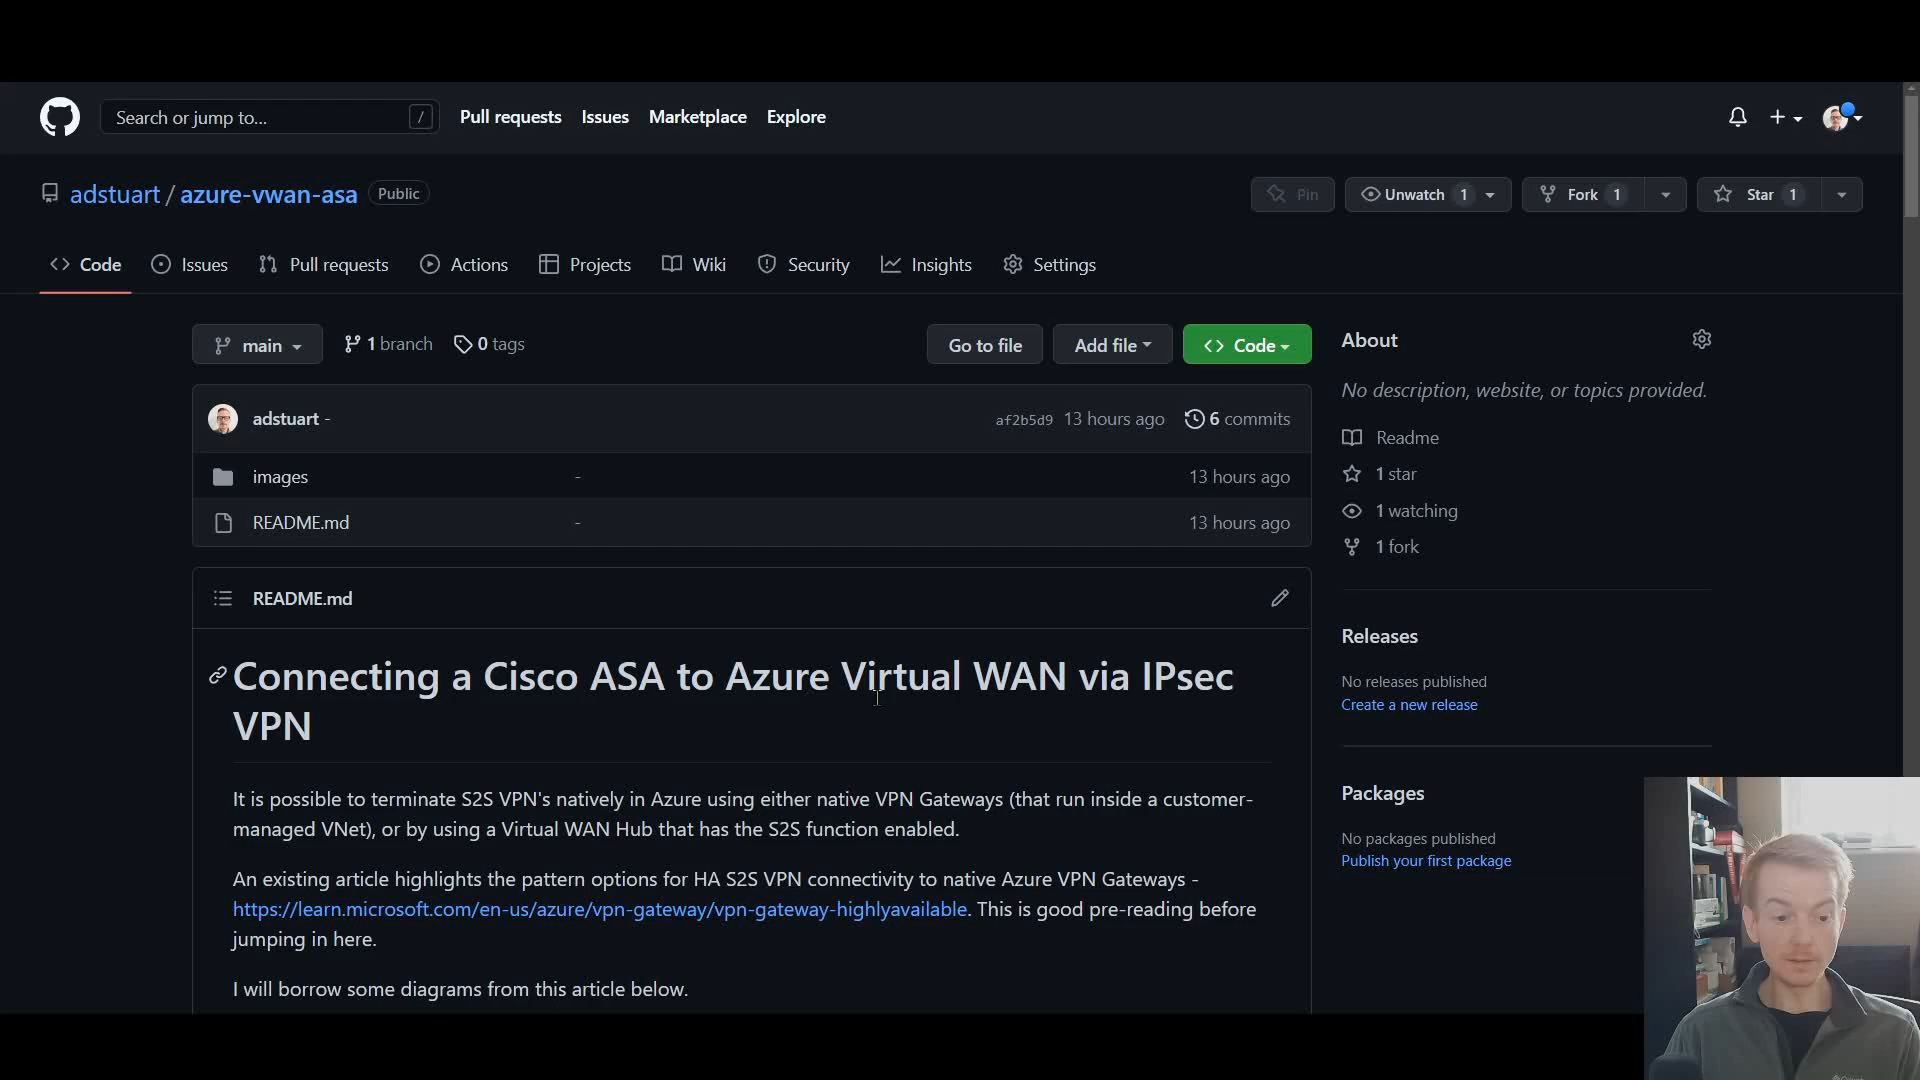 Search or jump to... /
Pull requests Issues Marketplace Explore
adstuart / azure-vwan-asa Public
Pin Unwatch 1 Fork 1 Star 1
Code Issues Pull requests Actions Projects Wiki Security Insights Settings
main 1 branch 0 tags Go to file Add file Code
adstuart - af2b5d9 13 hours ago 6 commits
images - 13 hours ago
README.md - 13 hours ago
README.md
Connecting a Cisco ASA to Azure Virtual WAN via IPsec
VPN
It is possible to terminate S2S VPN's natively in Azure using either native VPN Gateways (that run inside a customer-
managed VNet), or by using a Virtual WAN Hub that has the S2S function enabled.
An existing article highlights the pattern options for HA S2S VPN connectivity to native Azure VPN Gateways -
https://learn.microsoft.com/en-us/azure/vpn-gateway/vpn-gateway-highlyavailable. This is good pre-reading before
jumping in here.
I will borrow some diagrams from this article below.
About
No description, website, or topics provided.
Readme
1 star
1 watching
1 fork
Releases
No releases published
Create a new release
Packages
No packages published
Publish your first package